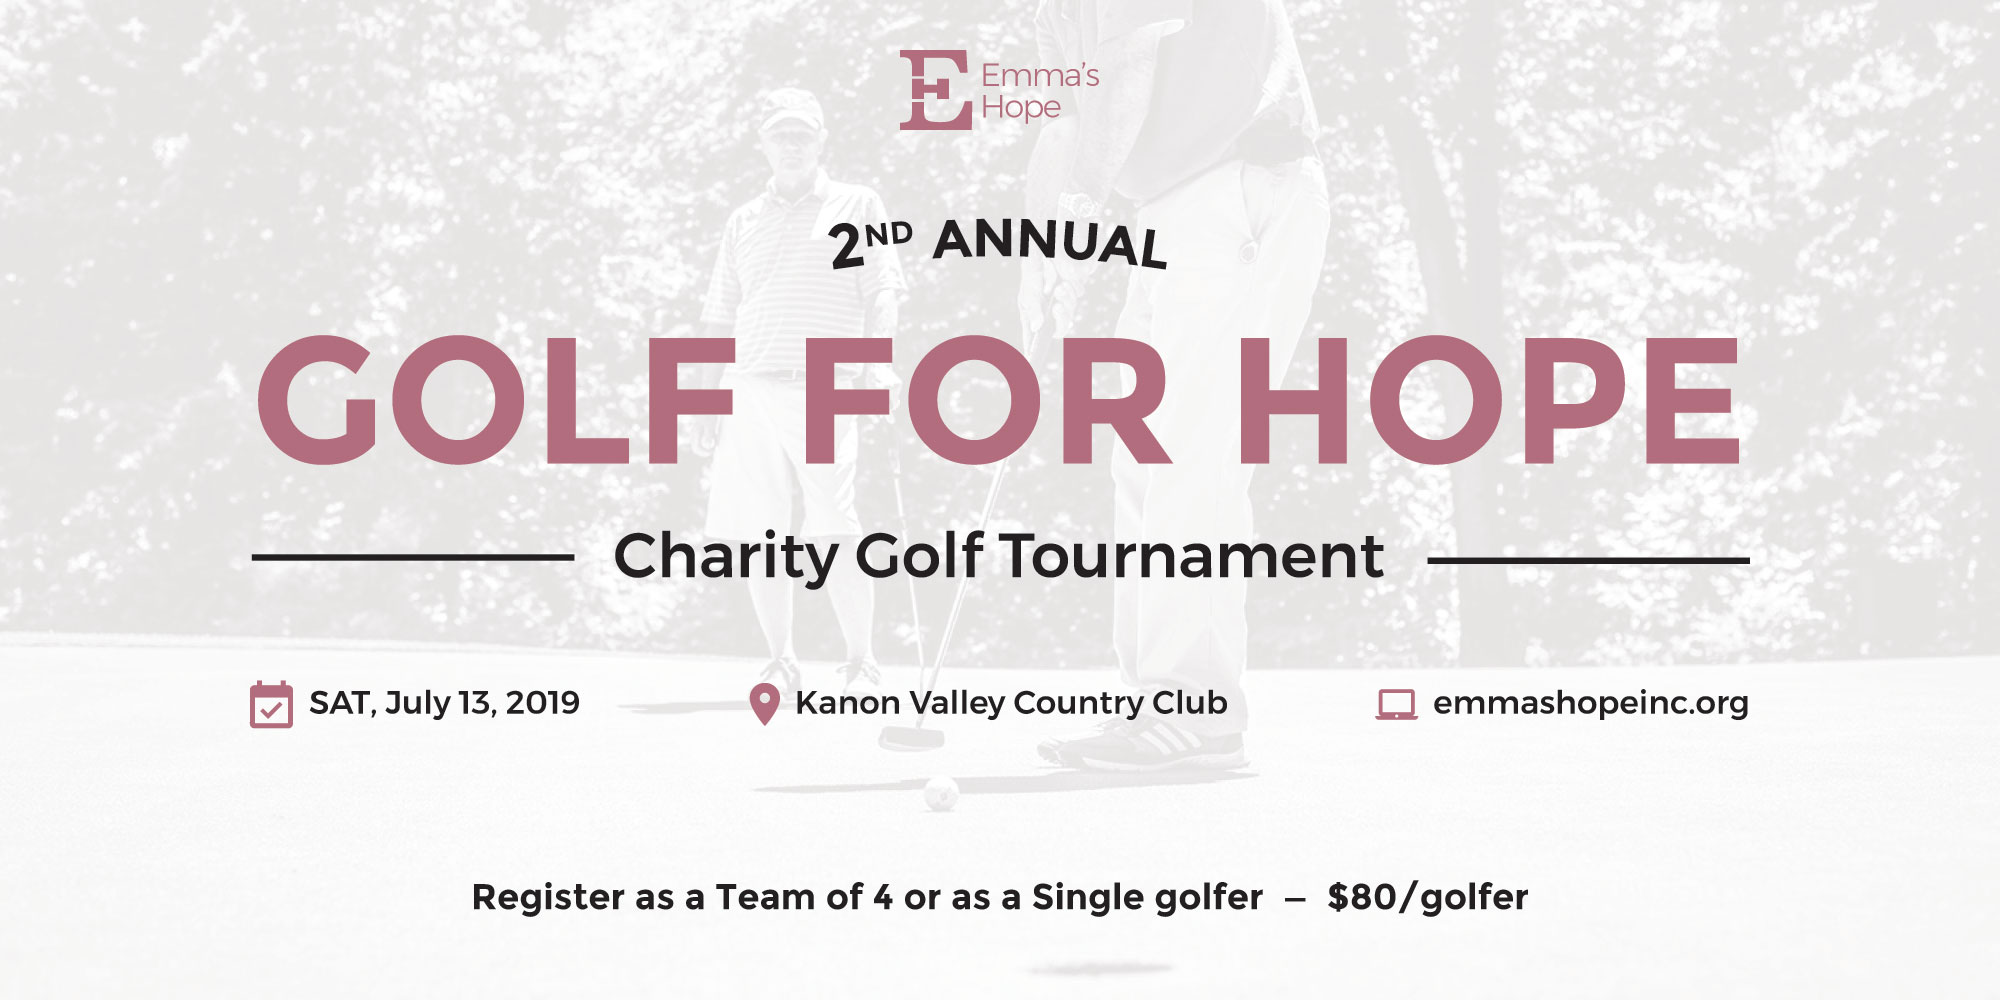 E
Emma's
Hope
2ND ANNUAL
GOLF FOR HOPE
Charity Golf Tournament
SAT, July 13, 2019
Kanon Valley Country Club
emmashopeinc.org
Register as a Team of 4 or as a Single golfer – $80/golfer